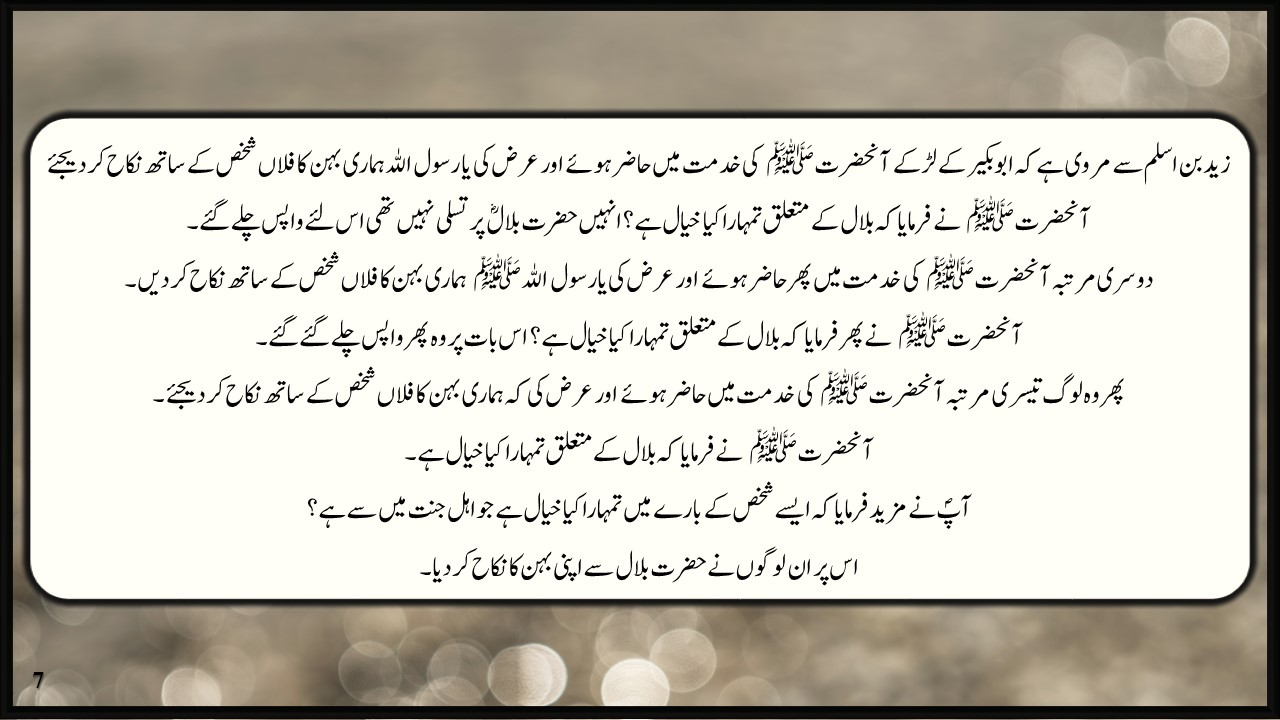 زید بن اسلم سے مروی ہے کہ ابو بکیر کے لڑکے آنحضرت ﷺ کی خدمت میں حاضر ہوئے اور عرض کی یا رسول اللہ ہماری بہن کا فلاں شخص کے ساتھ نکاح کر دیجئے
آنحضرت ﷺ نے فرمایا کہ بلال کے متعلق تمہارا کیا خیال ہے؟ انہیں حضرت بلالؓ پر تسلی نہیں تھی اس لئے واپس چلے گئے۔
دوسری مرتبہ آنحضرت ﷺ کی خدمت میں پھر حاضر ہوئے اور عرض کی یا رسول اللہ ﷺ ہماری بہن کا فلاں شخص کے ساتھ نکاح کر دیں۔
آنحضرت ﷺ نے پھر فرمایا کہ بلال کے متعلق تمہارا کیا خیال ہے؟ اس بات پر وہ پھر واپس چلے گئے گئے۔
پھر وہ لوگ تیسری مرتبہ آنحضرت ﷺ کی خدمت میں حاضر ہوئے اور عرض کی کہ ہماری بہن کا فلاں شخص کے ساتھ نکاح کر دیجئے۔
آنحضرت ﷺ نے فرمایا کہ بلال کے متعلق تمہارا کیا خیال ہے۔
آپؐ نے مزید فرمایا کہ ایسے شخص کے بارے میں تمہارا کیا خیال ہے جو اہل جنت میں سے ہے؟
اس پر ان لوگوں نے حضرت بلال سے اپنی بہن کا نکاح کر دیا۔
7